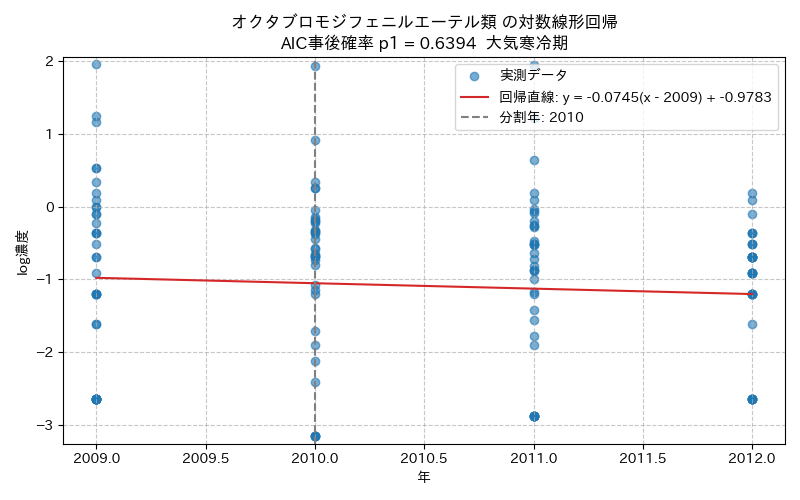 オクタブロモジフェニルエーテル類 の対数線形回帰
AIC事後確率 p1 = 0.6394  大気寒冷期
実測データ
回帰直線: y = -0.0745(x - 2009) + -0.9783
分割年: 2010
log濃度
2
1
0
−1
−2
−3
2009.0
2009.5
2010.0
2010.5
2011.0
2011.5
2012.0
年